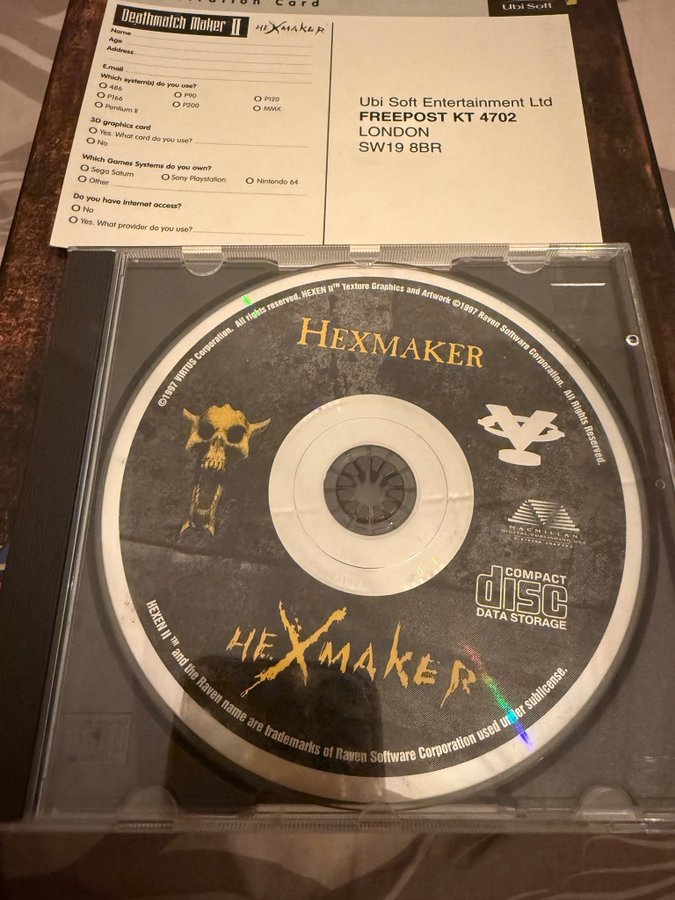 ration Card
Ubi Soft
Deathmatch Maker II
HEXMAKER
Name
Age
Address
E.mail
Which system(s) do you use?
486
P90
P120
P166
P200
MMX
Pentium II
3D graphics card
Yes. What card do you use?
No
Which Games Systems do you own?
Sega Saturn
Sony Playstation
Nintendo 64
Other
Do you have internet access?
No
Yes. What provider do you use?
Ubi Soft Entertainment Ltd
FREEPOST KT 4702
LONDON
SW19 8BR
©1997 VIRTUS Corporation. All rights reserved. HEXEN II™ Texture Graphics and Artwork ©1997 Raven Software Corporation. All Rights Reserved.
HEXMAKER
MACMILLAN
DIGITAL PUBLISHING USA
COMPACT
disc
DATA STORAGE
HEXMAKER
HEXEN II™ and the Raven name are trademarks of Raven Software Corporation used under sublicense.